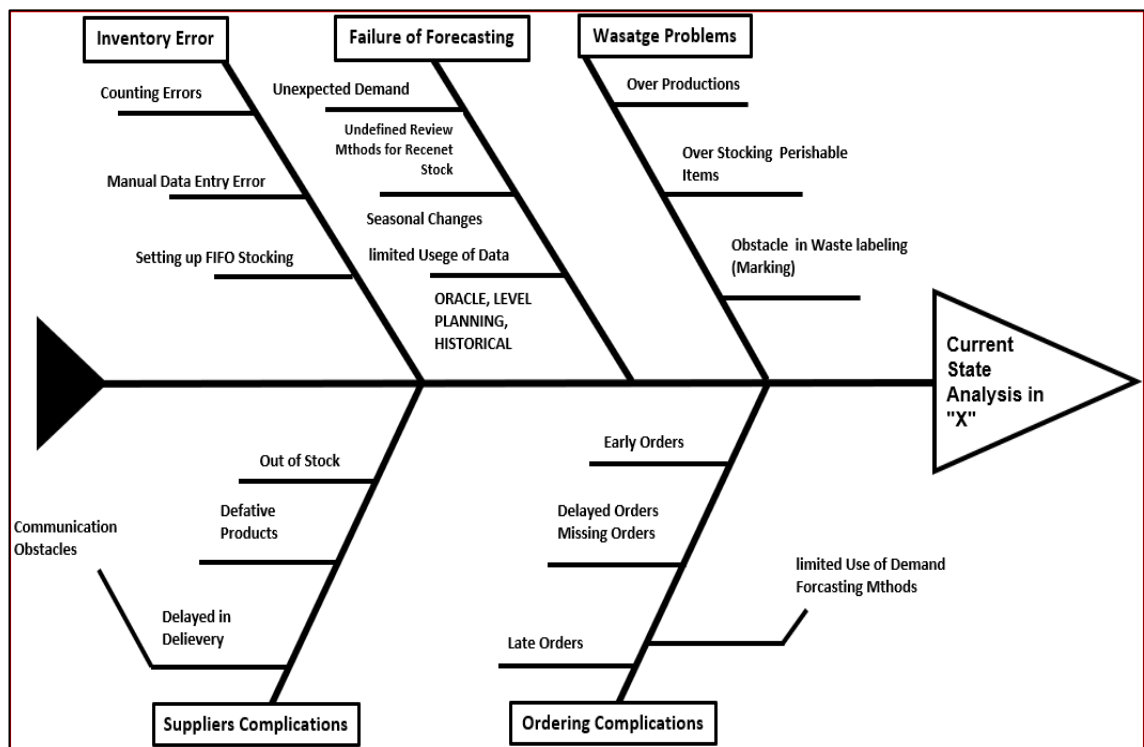 Inventory Error
Failure of Forecasting
Wasatge Problems
Counting Errors
Manual Data Entry Error
Setting up FIFO Stocking
Unexpected Demand
Undefined Review
Mthods for Recenet
Stock
Seasonal Changes
limited Usege of Data
ORACLE, LEVEL
PLANNING,
HISTORICAL
Over Productions
Over Stocking Perishable
Items
Obstacle in Waste labeling
(Marking)
Current
State
Analysis in
"X"
Out of Stock
Defative
Products
Communication
Obstacles
Delayed in
Delievery
Early Orders
Delayed Orders
Missing Orders
limited Use of Demand
Forcasting Mthods
Late Orders
Suppliers Complications
Ordering Complications